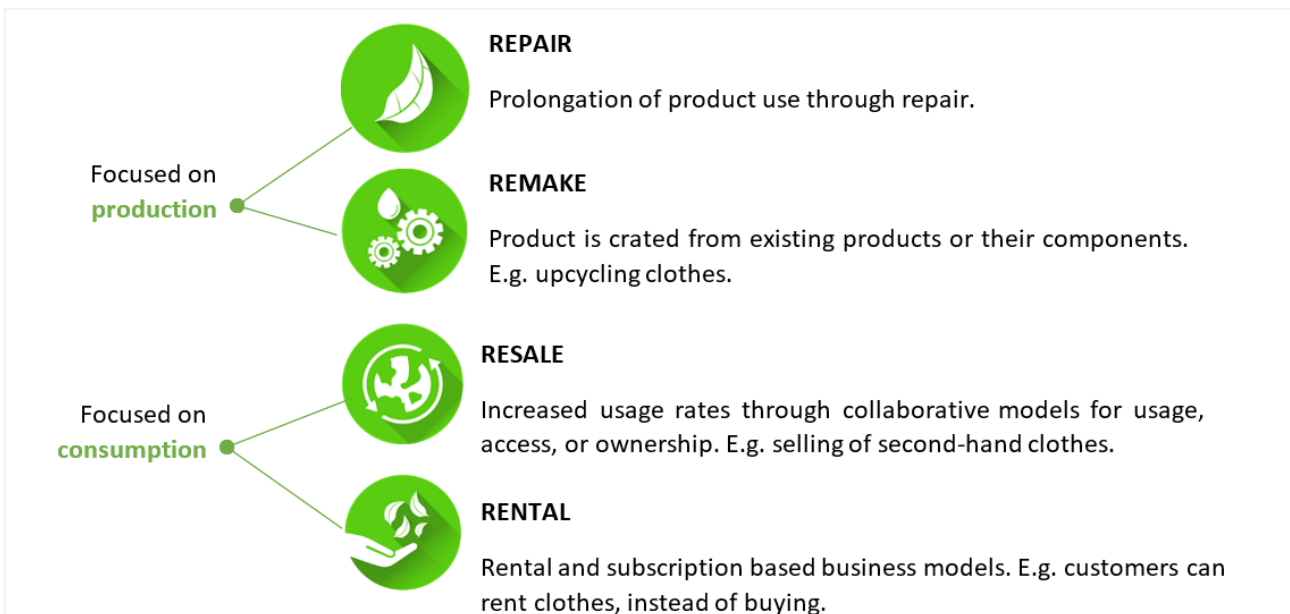 REPAIR
Prolongation of product use through repair.
Focused on
production
REMAKE
Product is crated from existing products or their components.
E.g. upcycling clothes.
RESALE
Increased usage rates through collaborative models for usage,
access, or ownership. E.g. selling of second-hand clothes.
Focused on
consumption
RENTAL
Rental and subscription based business models. E.g. customers can
rent clothes, instead of buying.